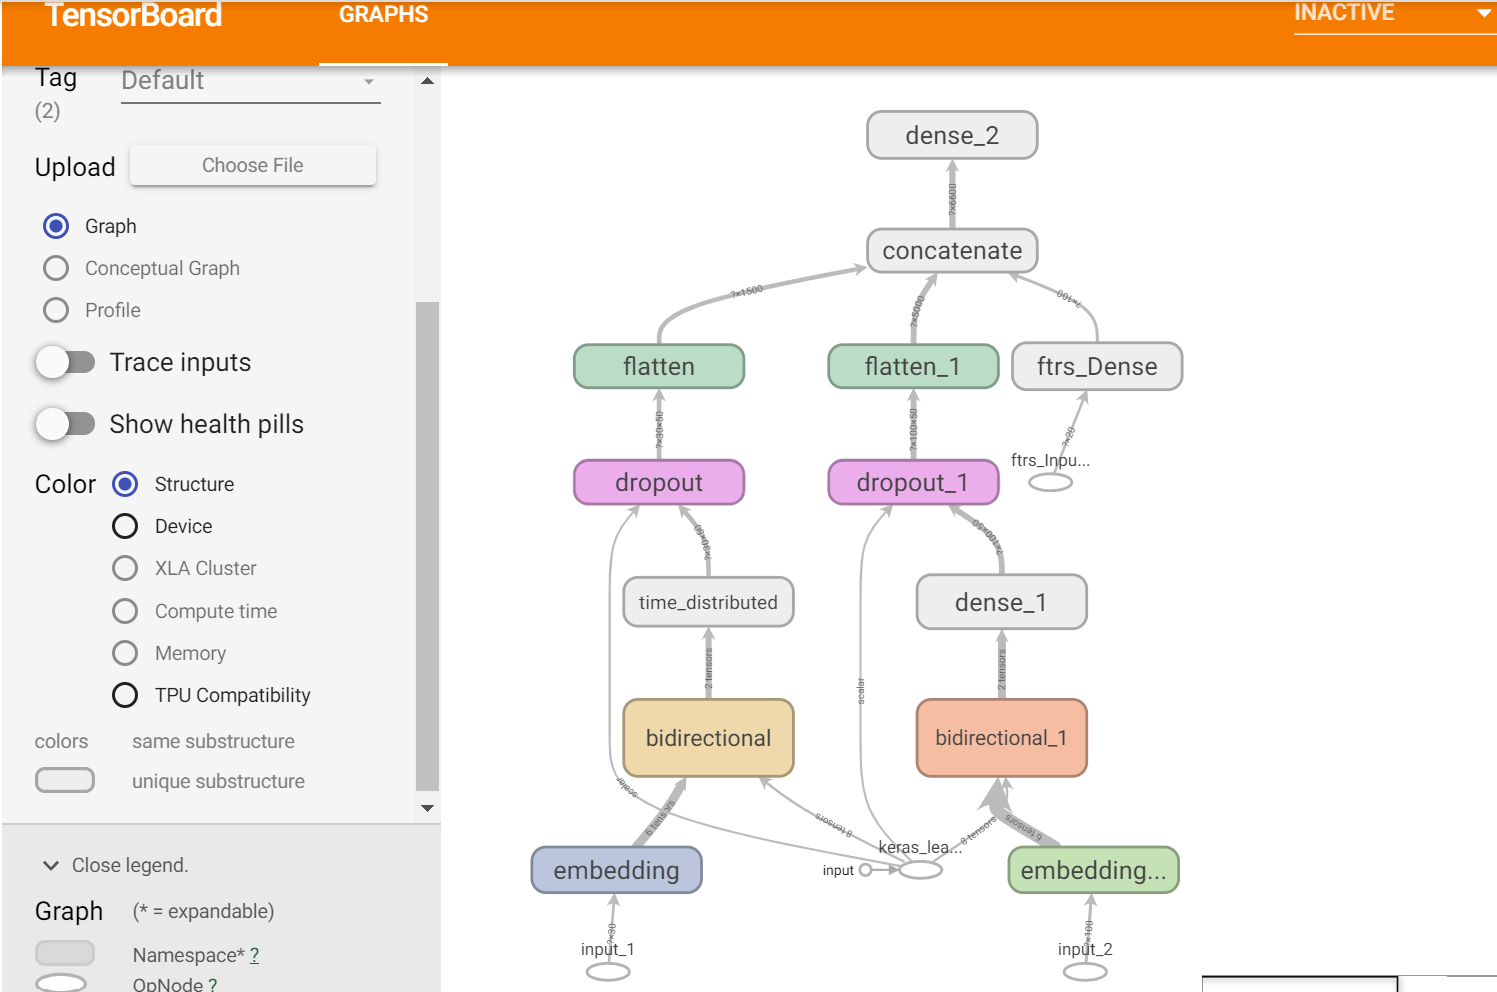 TensorBoard
GRAPHS
INACTIVE
Tag
Default
(2)
Upload
Choose File
Graph
Conceptual Graph
Profile
Trace inputs
Show health pills
Color
Structure
Device
XLA Cluster
Compute time
Memory
TPU Compatibility
colors
same substructure
unique substructure
Close legend.
Graph
(* = expandable)
Namespace* ?
OpNode ?
dense_2
?×6600
concatenate
?×1500
?×5000
?×100
flatten
flatten_1
ftrs_Dense
?×30×50
?×100×50
?×20
ftrs_Inpu...
dropout
dropout_1
?×30×50
?×100×50
time_distributed
dense_1
2 tensors
scalar
2 tensors
bidirectional
bidirectional_1
scalar
8 tensors
8 tensors
6 tensors
keras_lea...
embedding
input
embedding...
?×30
?×100
input_1
input_2